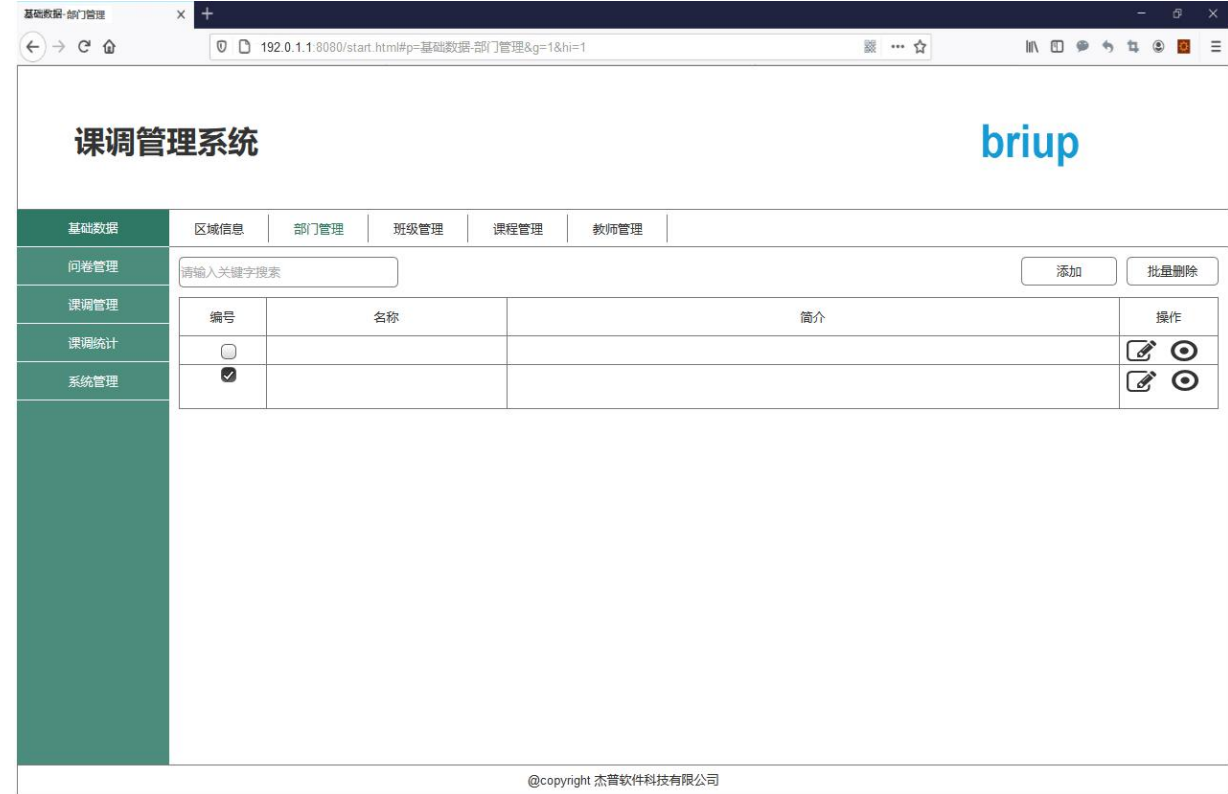 基础数据-部门管理
192.0.1.1:8080/start.html#p=基础数据-部门管理&g=1&hi=1
课调管理系统
briup
基础数据
区域信息 部门管理 班级管理 课程管理 教师管理
问卷管理
请输入关键字搜索
添加 批量删除
课调管理
编号 名称 简介 操作
课调统计
系统管理
@copyright 杰普软件科技有限公司